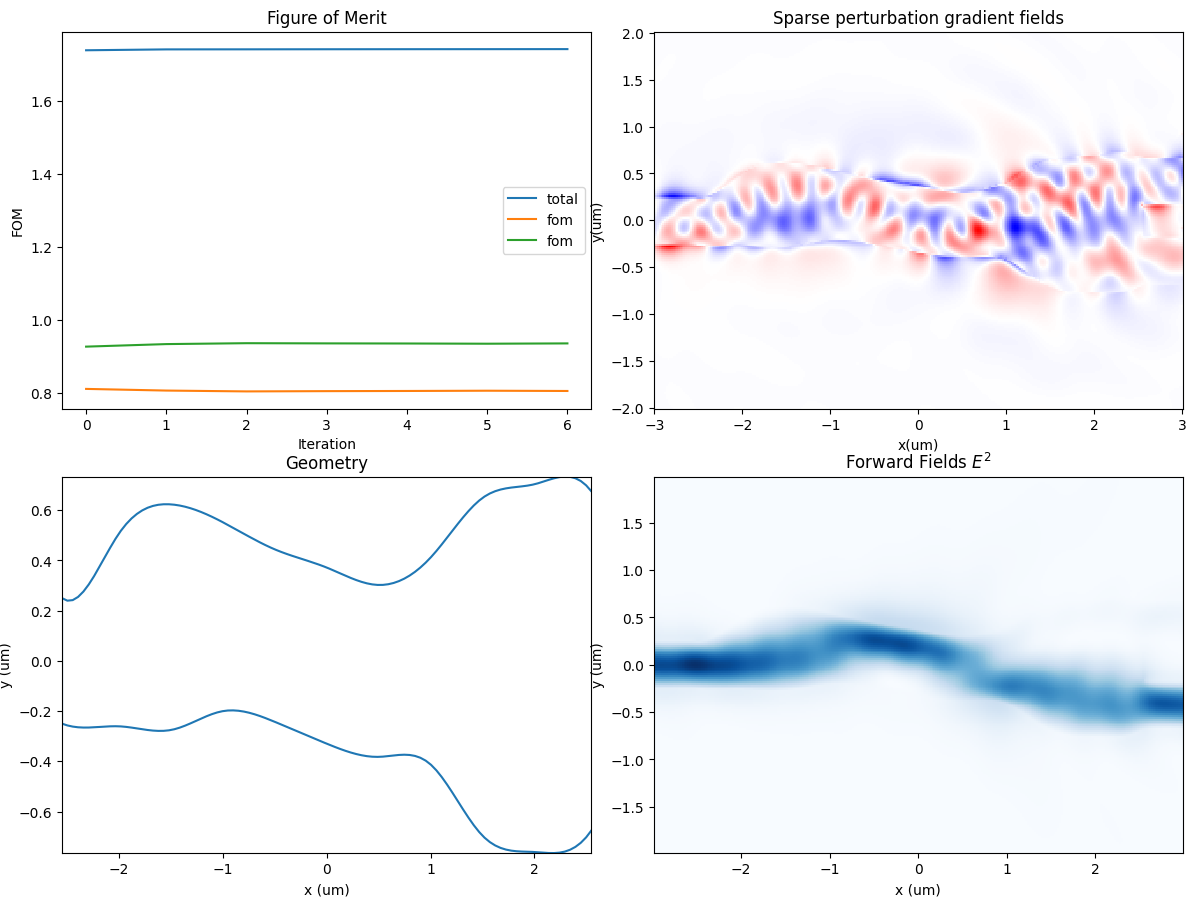 Figure of Merit
FOM
1.6
1.4
1.2
1.0
0.8
total
fom
fom
0 1 2 3 4 5 6
Iteration
Sparse perturbation gradient fields
y(um)
2.0
1.5
1.0
0.5
0.0
−0.5
−1.0
−1.5
−2.0
−3 −2 −1 0 1 2 3
x(um)
Geometry
y (um)
0.6
0.4
0.2
0.0
−0.2
−0.4
−0.6
−2 −1 0 1 2
x (um)
Forward Fields E²
y (um)
1.5
1.0
0.5
0.0
−0.5
−1.0
−1.5
−2 −1 0 1 2
x (um)